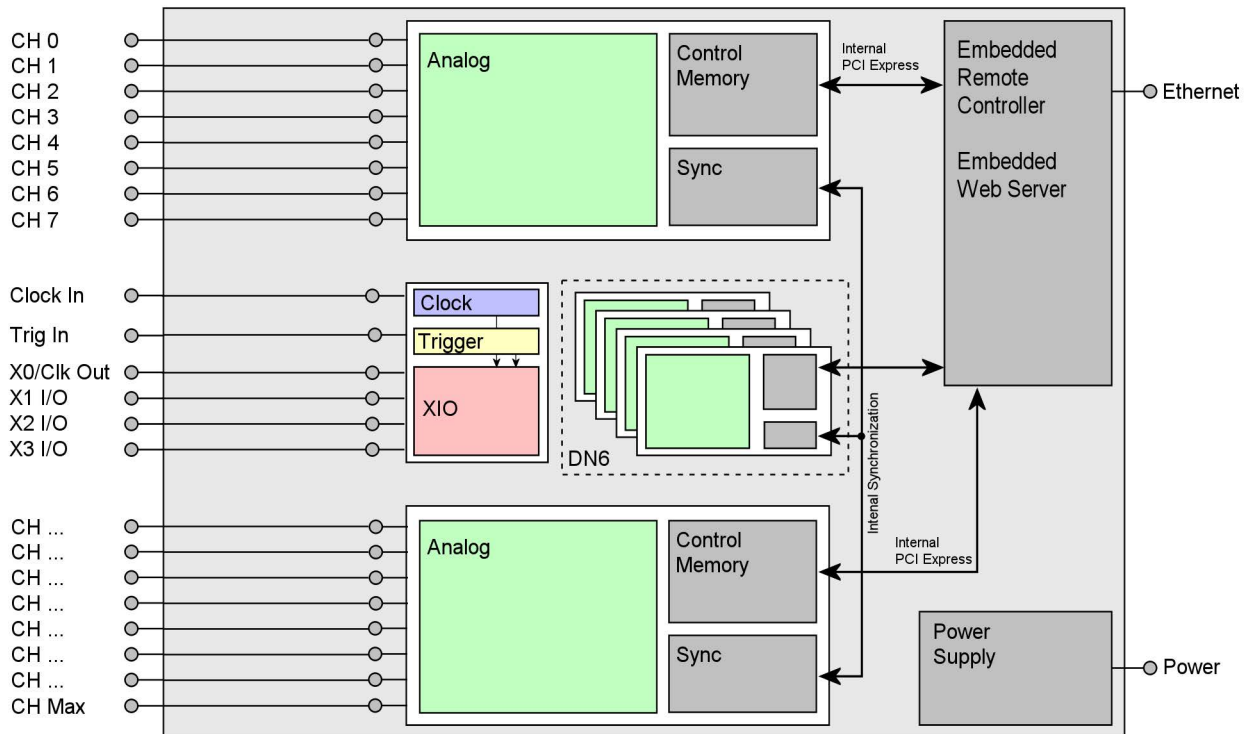 CH 0
CH 1
CH 2
CH 3
CH 4
CH 5
CH 6
CH 7
Analog
Control
Memory
Sync
Internal
PCI Express
Embedded
Remote
Controller
Embedded
Web Server
Ethernet
Clock In
Trig In
X0/Clk Out
X1 I/O
X2 I/O
X3 I/O
Clock
Trigger
XIO
DN6
Intenal Synchronization
CH ...
CH ...
CH ...
CH ...
CH ...
CH ...
CH ...
CH Max
Analog
Control
Memory
Sync
Internal
PCI Express
Power
Supply
Power